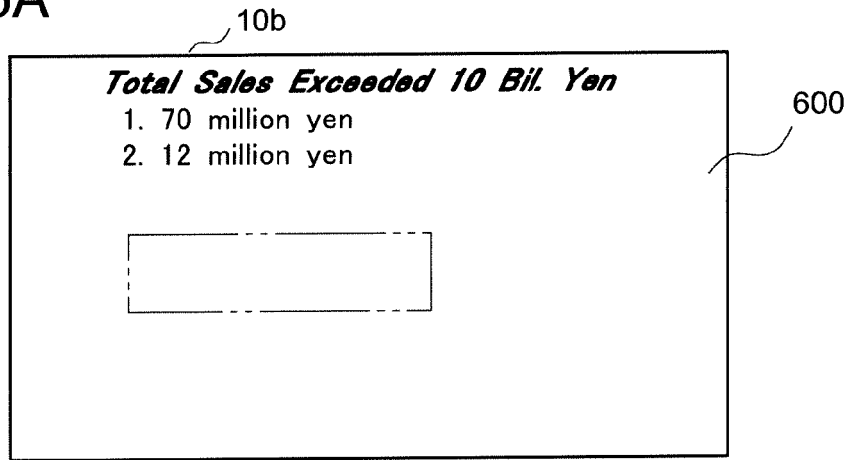 10b
Total Sales Exceeded 10 Bil. Yen
1. 70 million yen
2. 12 million yen
600